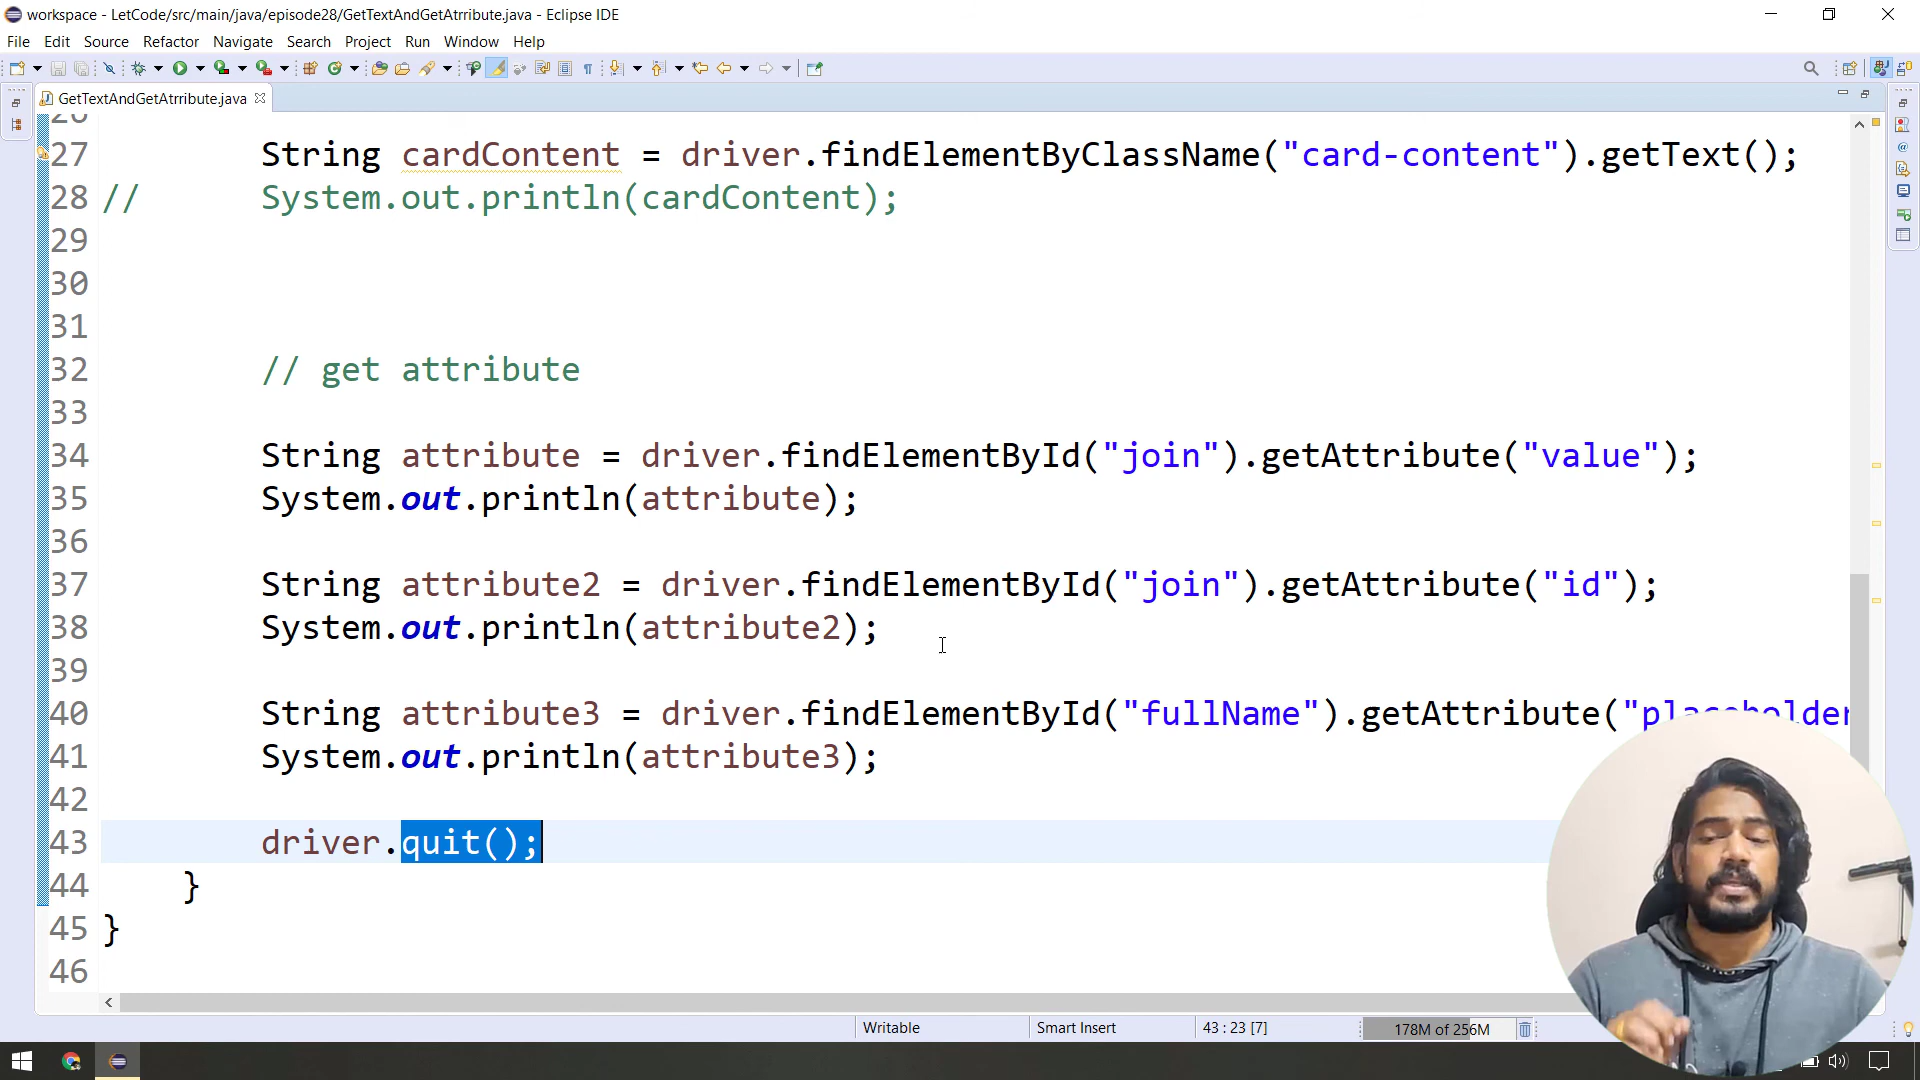 workspace - LetCode/src/main/java/episode28/GetTextAndGetAtrribute.java - Eclipse IDE
File Edit Source Refactor Navigate Search Project Run Window Help
GetTextAndGetAtrribute.java
26
27 String cardContent = driver.findElementByClassName("card-content").getText();
28 // System.out.println(cardContent);
29
30
31
32 // get attribute
33
34 String attribute = driver.findElementById("join").getAttribute("value");
35 System.out.println(attribute);
36
37 String attribute2 = driver.findElementById("join").getAttribute("id");
38 System.out.println(attribute2);
39
40 String attribute3 = driver.findElementById("fullName").getAttribute("placeholder
41 System.out.println(attribute3);
42
43 driver.quit();
44 }
45 }
46
Writable Smart Insert 43 : 23 [7] 178M of 256M